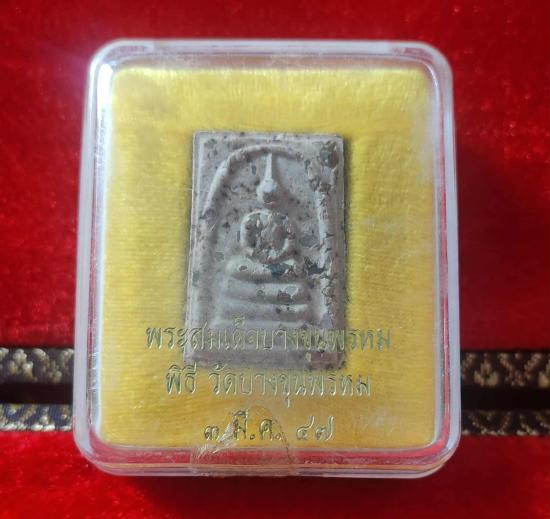 พระสมเด็จบางขุนพรหม
พิธี วัดบางขุนพรหม
๓ มี.ค. ๔๗